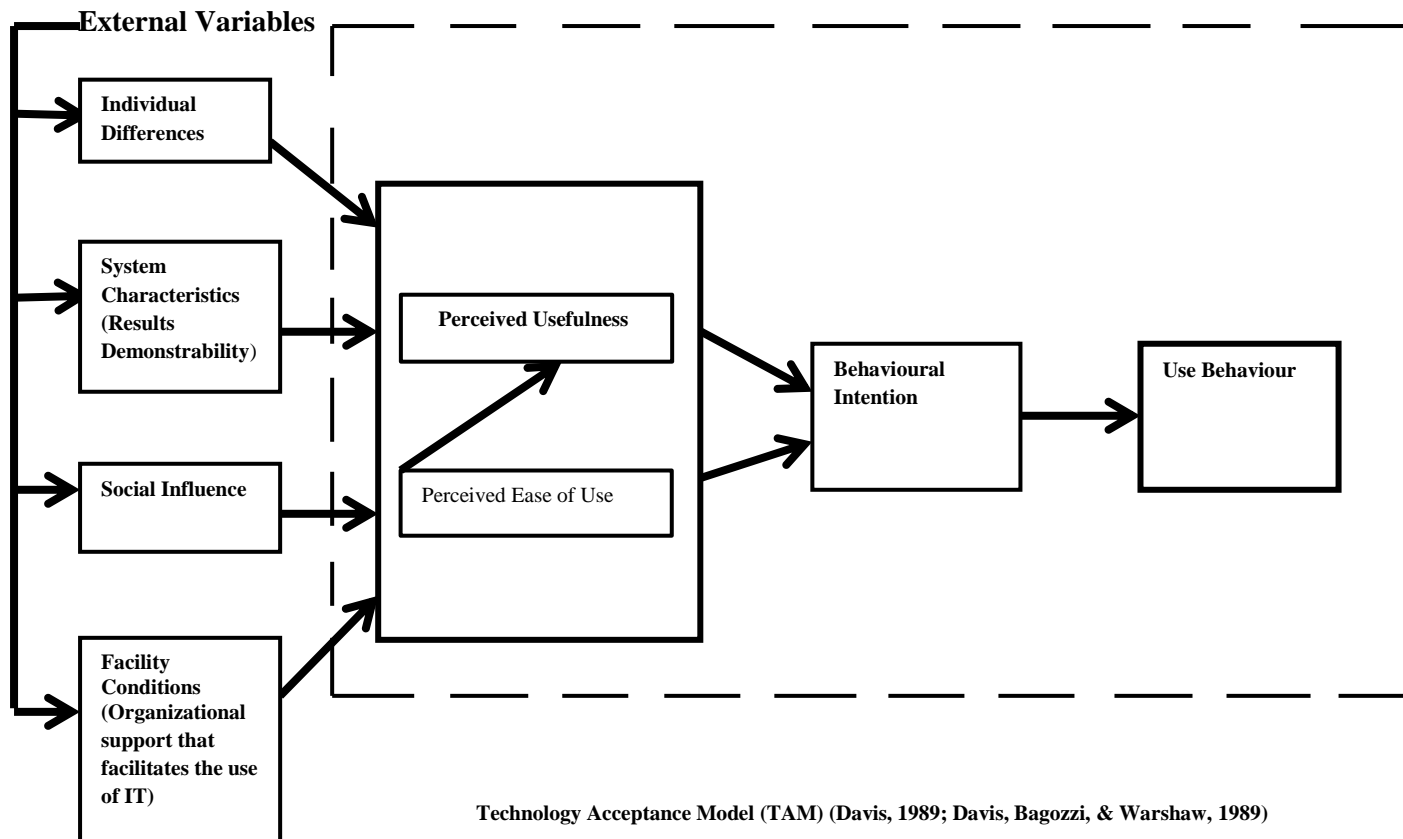 External Variables
Individual
Differences
System
Characteristics
(Results
Demonstrability)
Perceived Usefulness
Behavioural
Intention
Use Behaviour
Social Influence
Perceived Ease of Use
Facility
Conditions
(Organizational
support that
facilitates the use
of IT)
Technology Acceptance Model (TAM) (Davis, 1989; Davis, Bagozzi, & Warshaw, 1989)